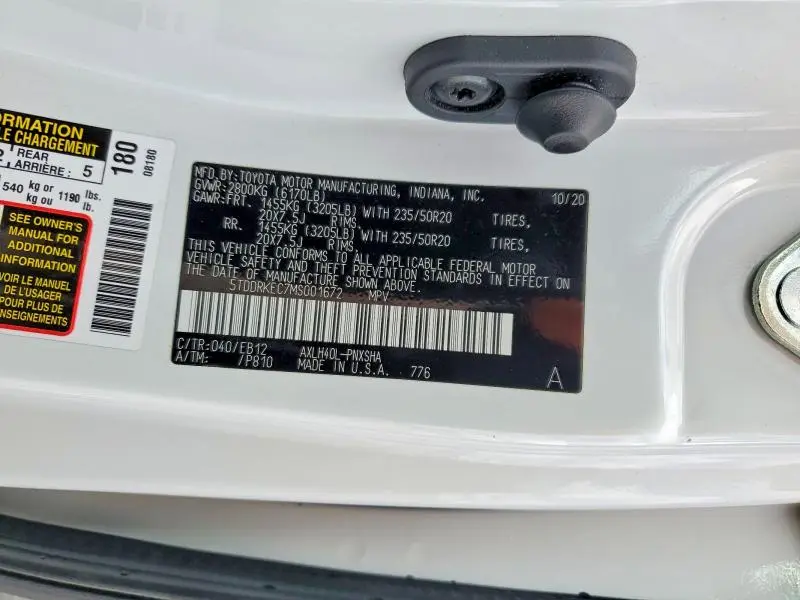 ORMATION
LE CHARGEMENT
2 REAR
ARRIÈRE: 5
540 kg or 1190 lbs.
kg ou lb.
SEE OWNER'S
MANUAL FOR
ADDITIONAL
INFORMATION
VOIR LE MANUEL
DE L'USAGER
POUR PLUS DE
RENSEIGNEMENTS
180
08180
MFD. BY: TOYOTA MOTOR MANUFACTURING, INDIANA, INC. 10/20
GVWR: 2800KG (6170LB)
GAWR: FRT. 1455KG (3205LB) WITH 235/50R20 TIRES,
20X7.5J RIMS,
RR. 1455KG (3205LB) WITH 235/50R20 TIRES,
20X7.5J RIMS.
THIS VEHICLE CONFORMS TO ALL APPLICABLE FEDERAL MOTOR
VEHICLE SAFETY AND THEFT PREVENTION STANDARDS IN EFFECT ON
THE DATE OF MANUFACTURE SHOWN ABOVE.
5TDDRKEC7MS001672 MPV
C/TR: 040/EB12 AXLH40L-PNXSHA
A/TM: /P810 MADE IN U.S.A. 776
A